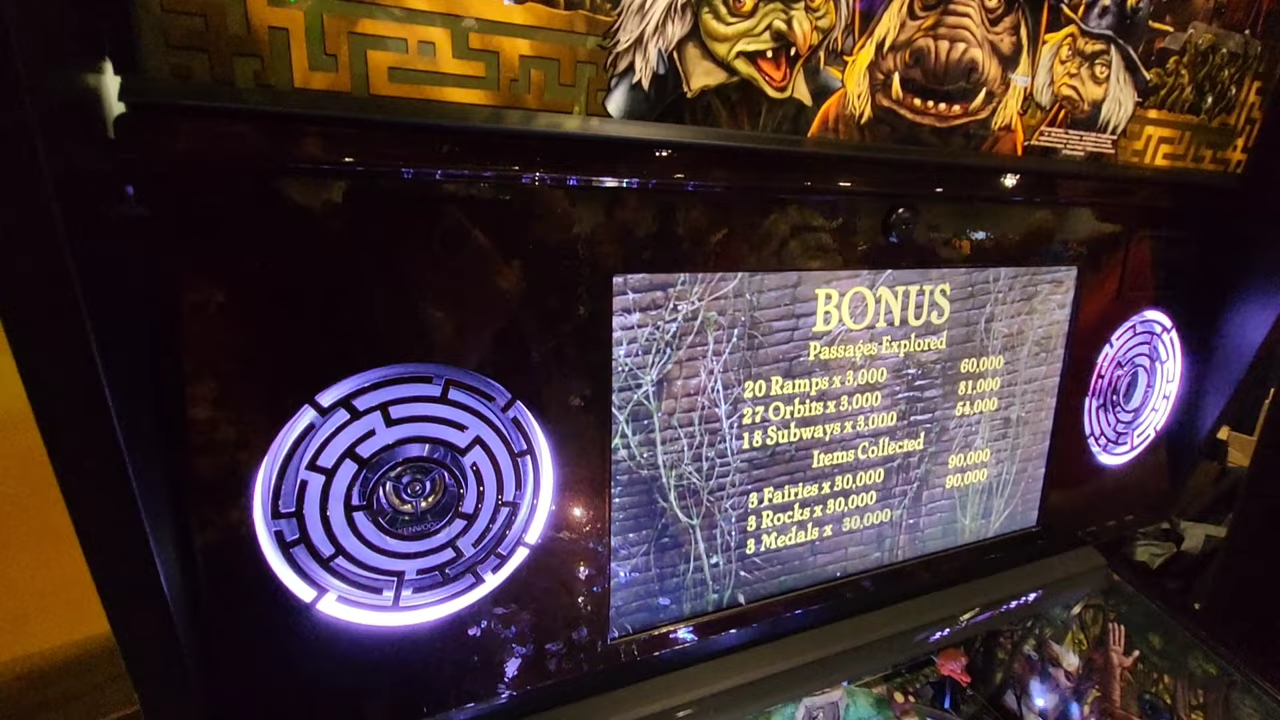 BONUS
Passages Explored
20 Ramps x 3,000 60,000
27 Orbits x 3,000 81,000
18 Subways x 3,000 54,000
Items Collected
3 Fairies x 30,000 90,000
3 Rocks x 30,000 90,000
3 Medals x 30,000
KENWOOD